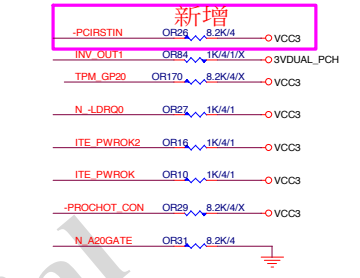 新增
-PCIRSTIN OR26 8.2K/4 VCC3
INV_OUT1 OR84 1K/4/1/X 3VDUAL_PCH
TPM_GP20 OR170 8.2K/4/X VCC3
N_-LDRQ0 OR27 1K/4/1 VCC3
ITE_PWROK2 OR16 1K/4/1 VCC3
ITE_PWROK OR10 1K/4/1 VCC3
-PROCHOT_CON OR29 8.2K/4/X VCC3
N_A20GATE OR31 8.2K/4